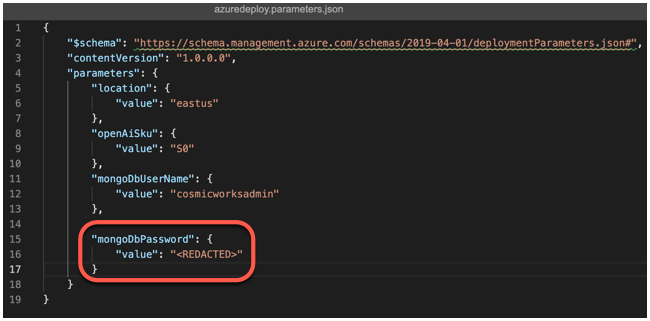 azuredeploy.parameters.json
1 {
2 "$schema": "https://schema.management.azure.com/schemas/2019-04-01/deploymentParameters.json#",
3 "contentVersion": "1.0.0.0",
4 "parameters": {
5 "location": {
6 "value": "eastus"
7 },
8 "openAiSku": {
9 "value": "S0"
10 },
11 "mongoDbUserName": {
12 "value": "cosmicworksadmin"
13 },
14
15 "mongoDbPassword": {
16 "value": "<REDACTED>"
17 }
18 }
19 }